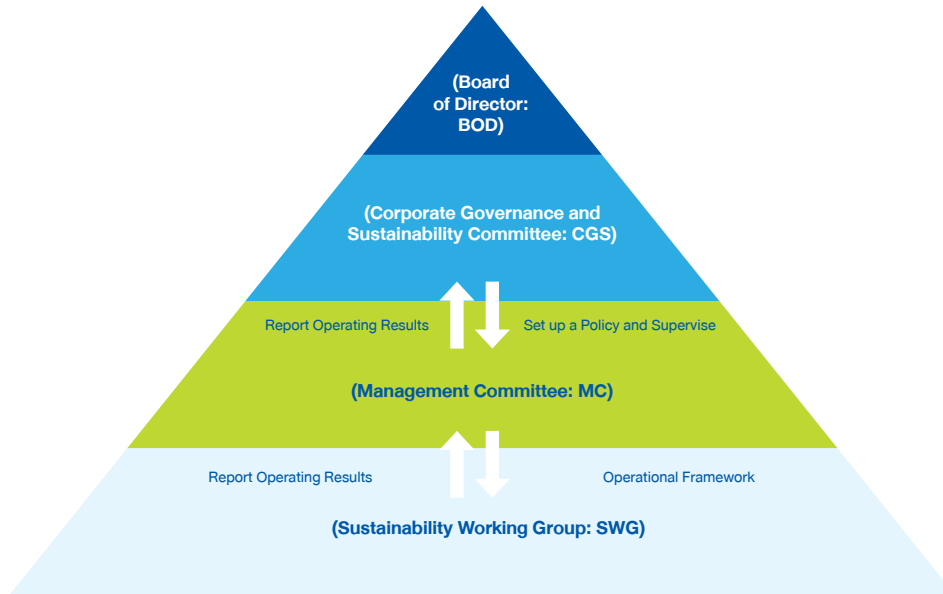 (Board
of Director:
BOD)
(Corporate Governance and
Sustainability Committee: CGS)
Report Operating Results
Set up a Policy and Supervise
(Management Committee: MC)
Report Operating Results
Operational Framework
(Sustainability Working Group: SWG)